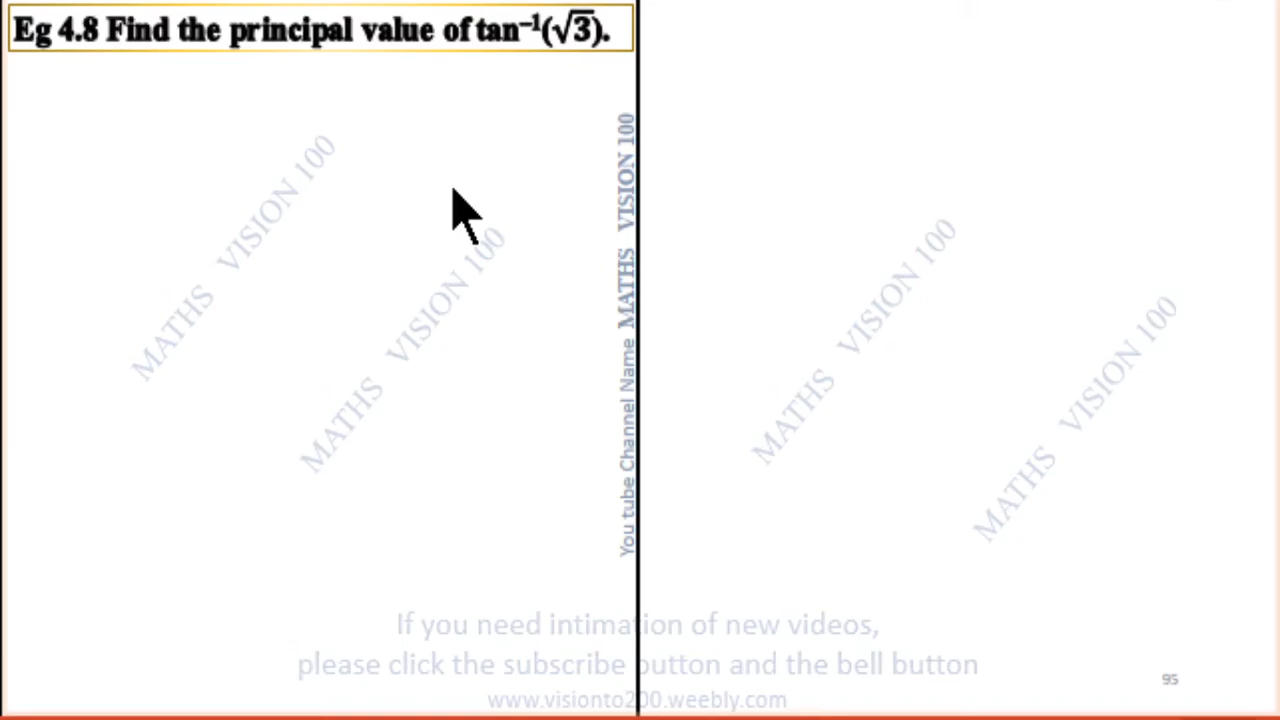 Eg 4.8 Find the principal value of tan⁻¹(√3).
MATHS VISION 100
MATHS VISION 100
You tube Channel Name MATHS VISION 100
MATHS VISION 100
MATHS VISION 100
If you need intimation of new videos,
please click the subscribe button and the bell button
www.visionto200.weebly.com
95